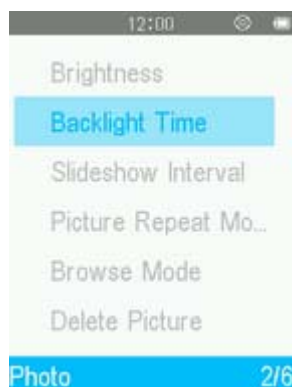 12:00
Brightness
Backlight Time
Slideshow Interval
Picture Repeat Mo...
Browse Mode
Delete Picture
Photo 2/6